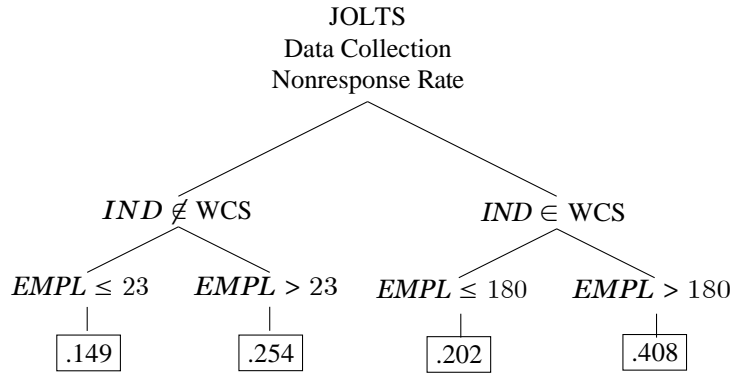 JOLTS
Data Collection
Nonresponse Rate
IND ∉ WCS
IND ∈ WCS
EMPL ≤ 23
EMPL > 23
EMPL ≤ 180
EMPL > 180
.149
.254
.202
.408